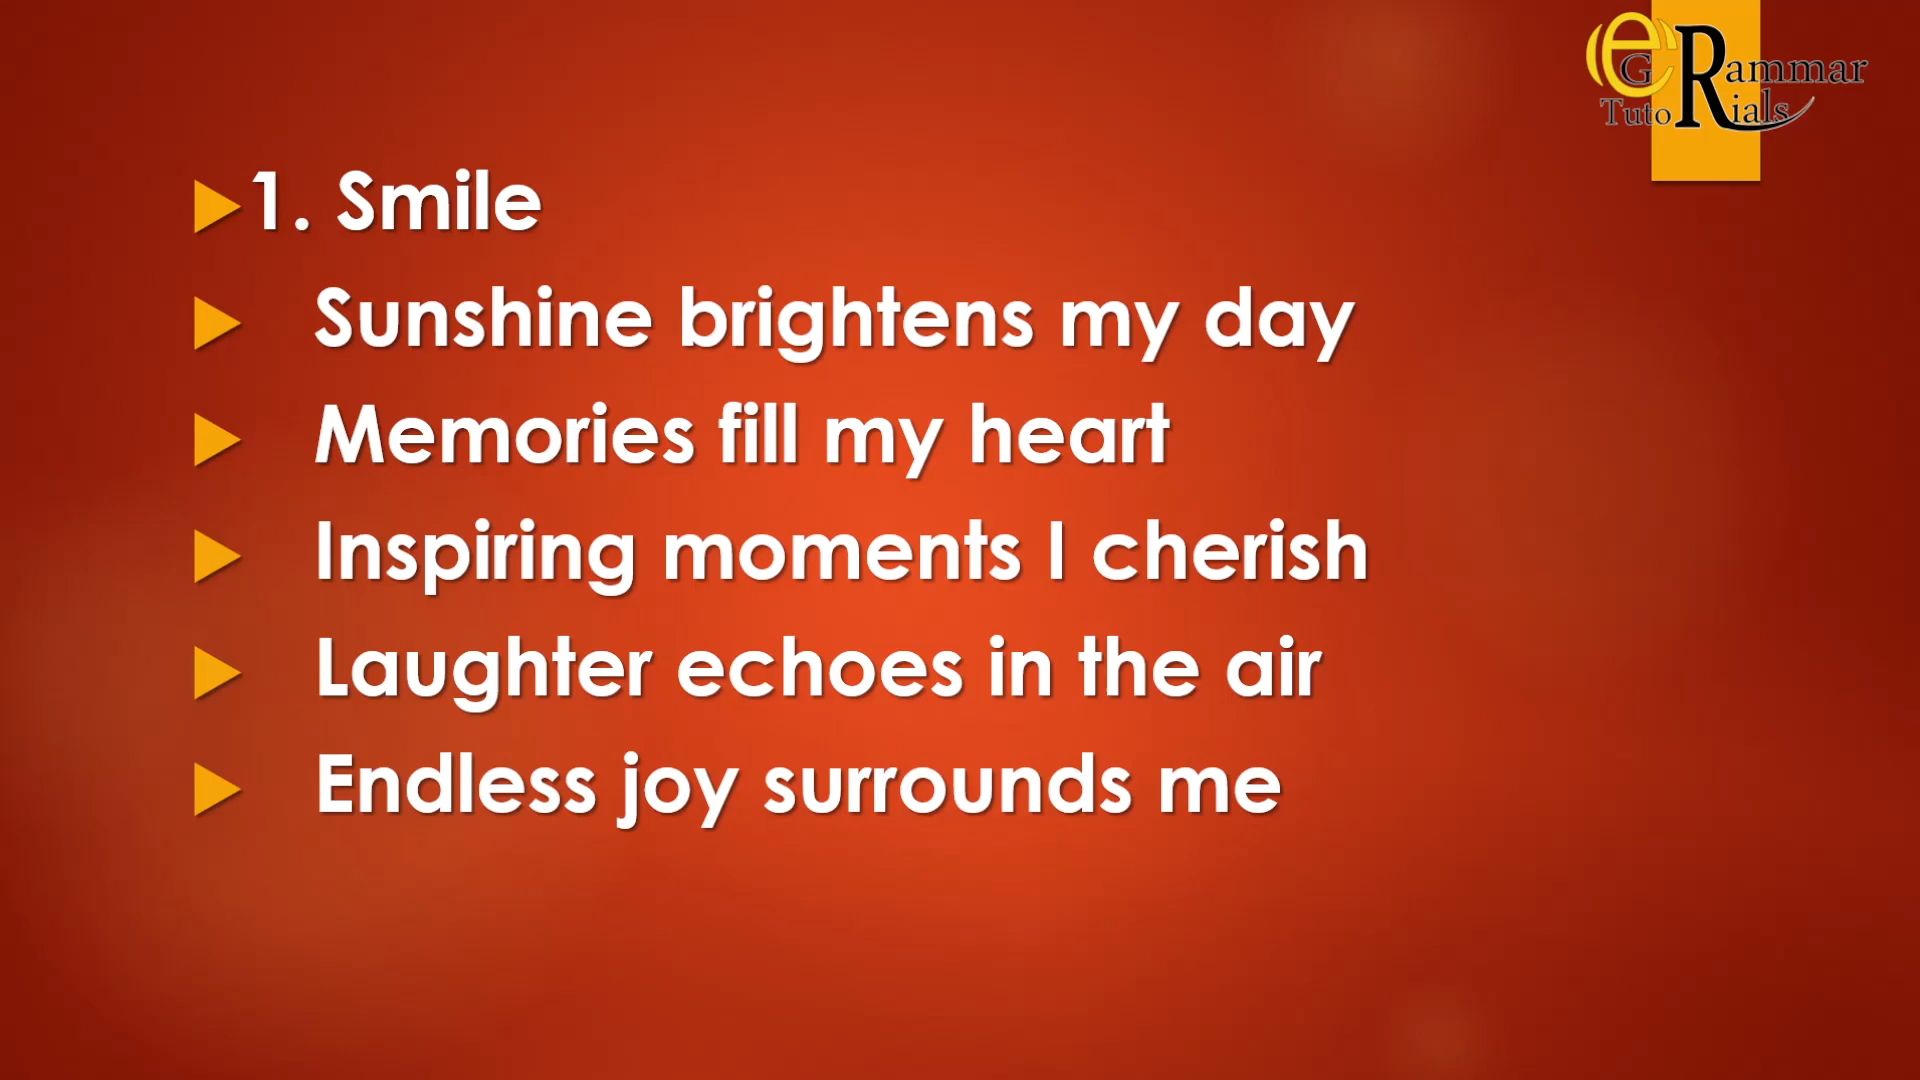 eGRammar
TutoRials
1. Smile
Sunshine brightens my day
Memories fill my heart
Inspiring moments I cherish
Laughter echoes in the air
Endless joy surrounds me